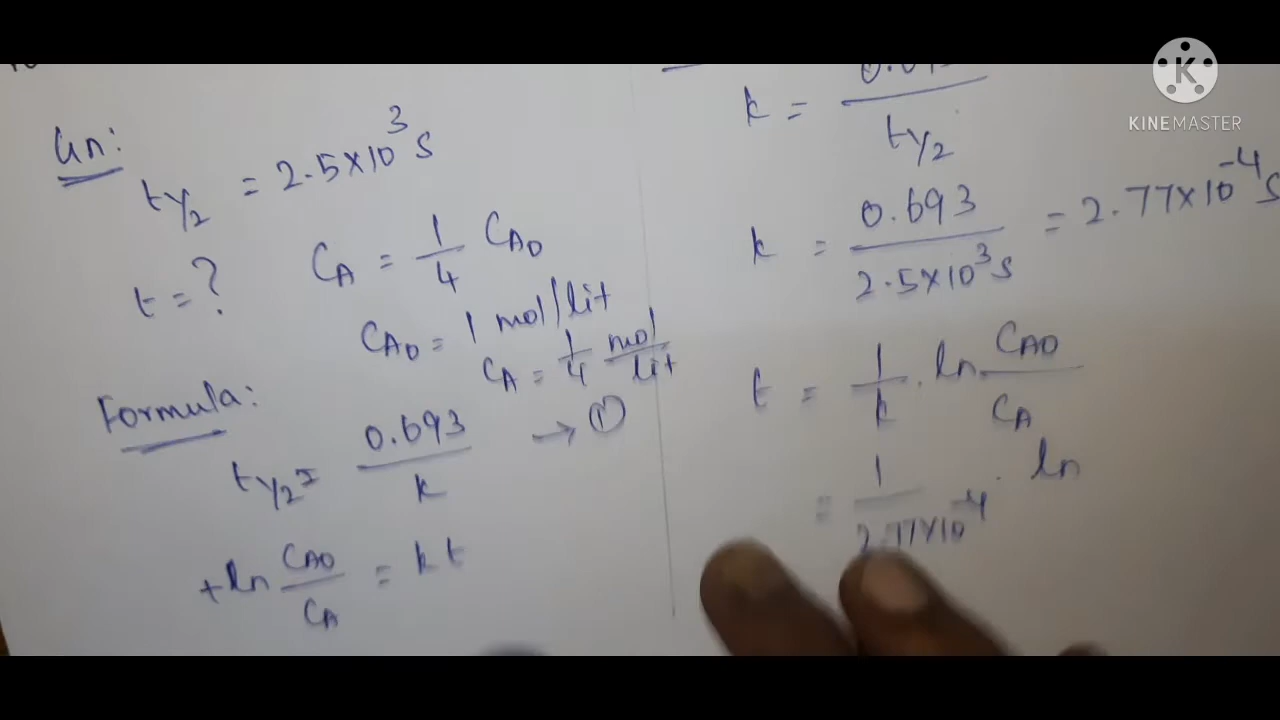 Gn:
t1/2 = 2.5×10³ S
t = ?
CA = 1/4 CA0
CA0 = 1 mol/lit
CA = 1/4 mol/lit
Formula:
t1/2 = 0.693/k → ①
+ln CA0/CA = kt
k = /t1/2
k = 0.693/2.5×10³ S = 2.77×10⁻⁴ S
t = 1/k . ln CA0/CA
= 1/2.77×10⁻⁴ . ln
KINEMASTER